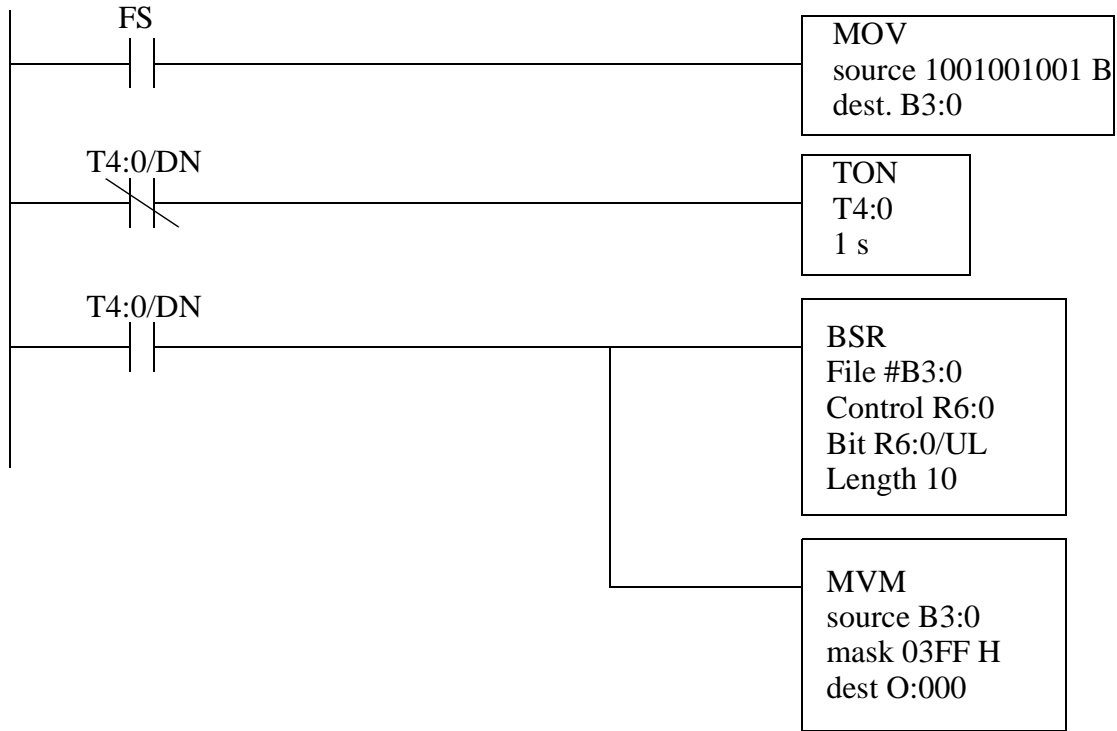 FS
MOV
source 1001001001 B
dest. B3:0
T4:0/DN
TON
T4:0
1 s
T4:0/DN
BSR
File #B3:0
Control R6:0
Bit R6:0/UL
Length 10
MVM
source B3:0
mask 03FF H
dest O:000